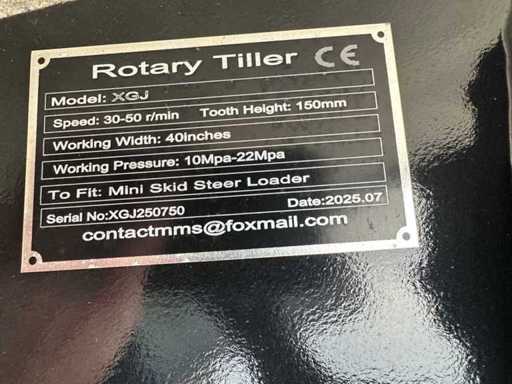 Rotary Tiller CE
Model: XGJ
Speed: 30-50 r/min Tooth Height: 150mm
Working Width: 40inches
Working Pressure: 10Mpa-22Mpa
To Fit: Mini Skid Steer Loader
Serial No:XGJ250750 Date:2025.07
contactmms@foxmail.com